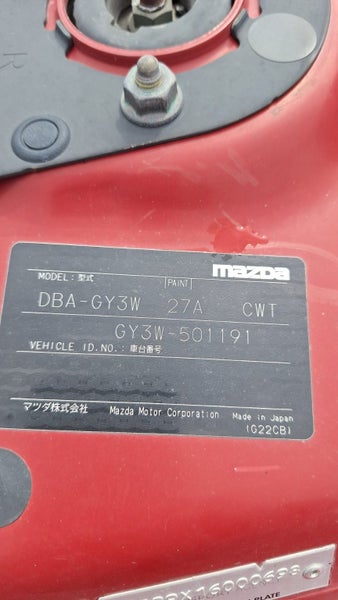 R
mazda
MODEL: 型式 PAINT
DBA-GY3W 27A CWT
GY3W-501191
VEHICLE ID.NO.: 車台番号
マツダ株式会社 Mazda Motor Corporation Made in Japan
(G22CB)
PLATE